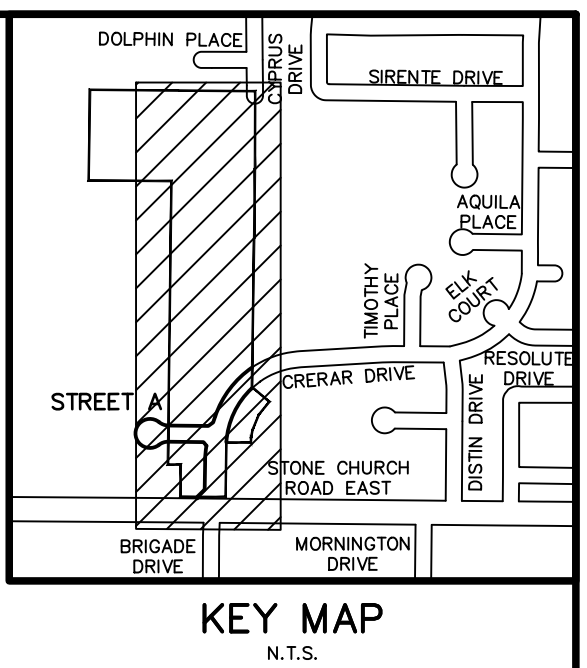 DOLPHIN PLACE
CYPRUS
DRIVE
SIRENTE DRIVE
AQUILA
PLACE
TIMOTHY
PLACE
ELK
COURT
RESOLUTE
DRIVE
CRERAR DRIVE
STREET A
DISTIN DRIVE
STONE CHURCH
ROAD EAST
BRIGADE
DRIVE
MORNINGTON
DRIVE
KEY MAP
N.T.S.